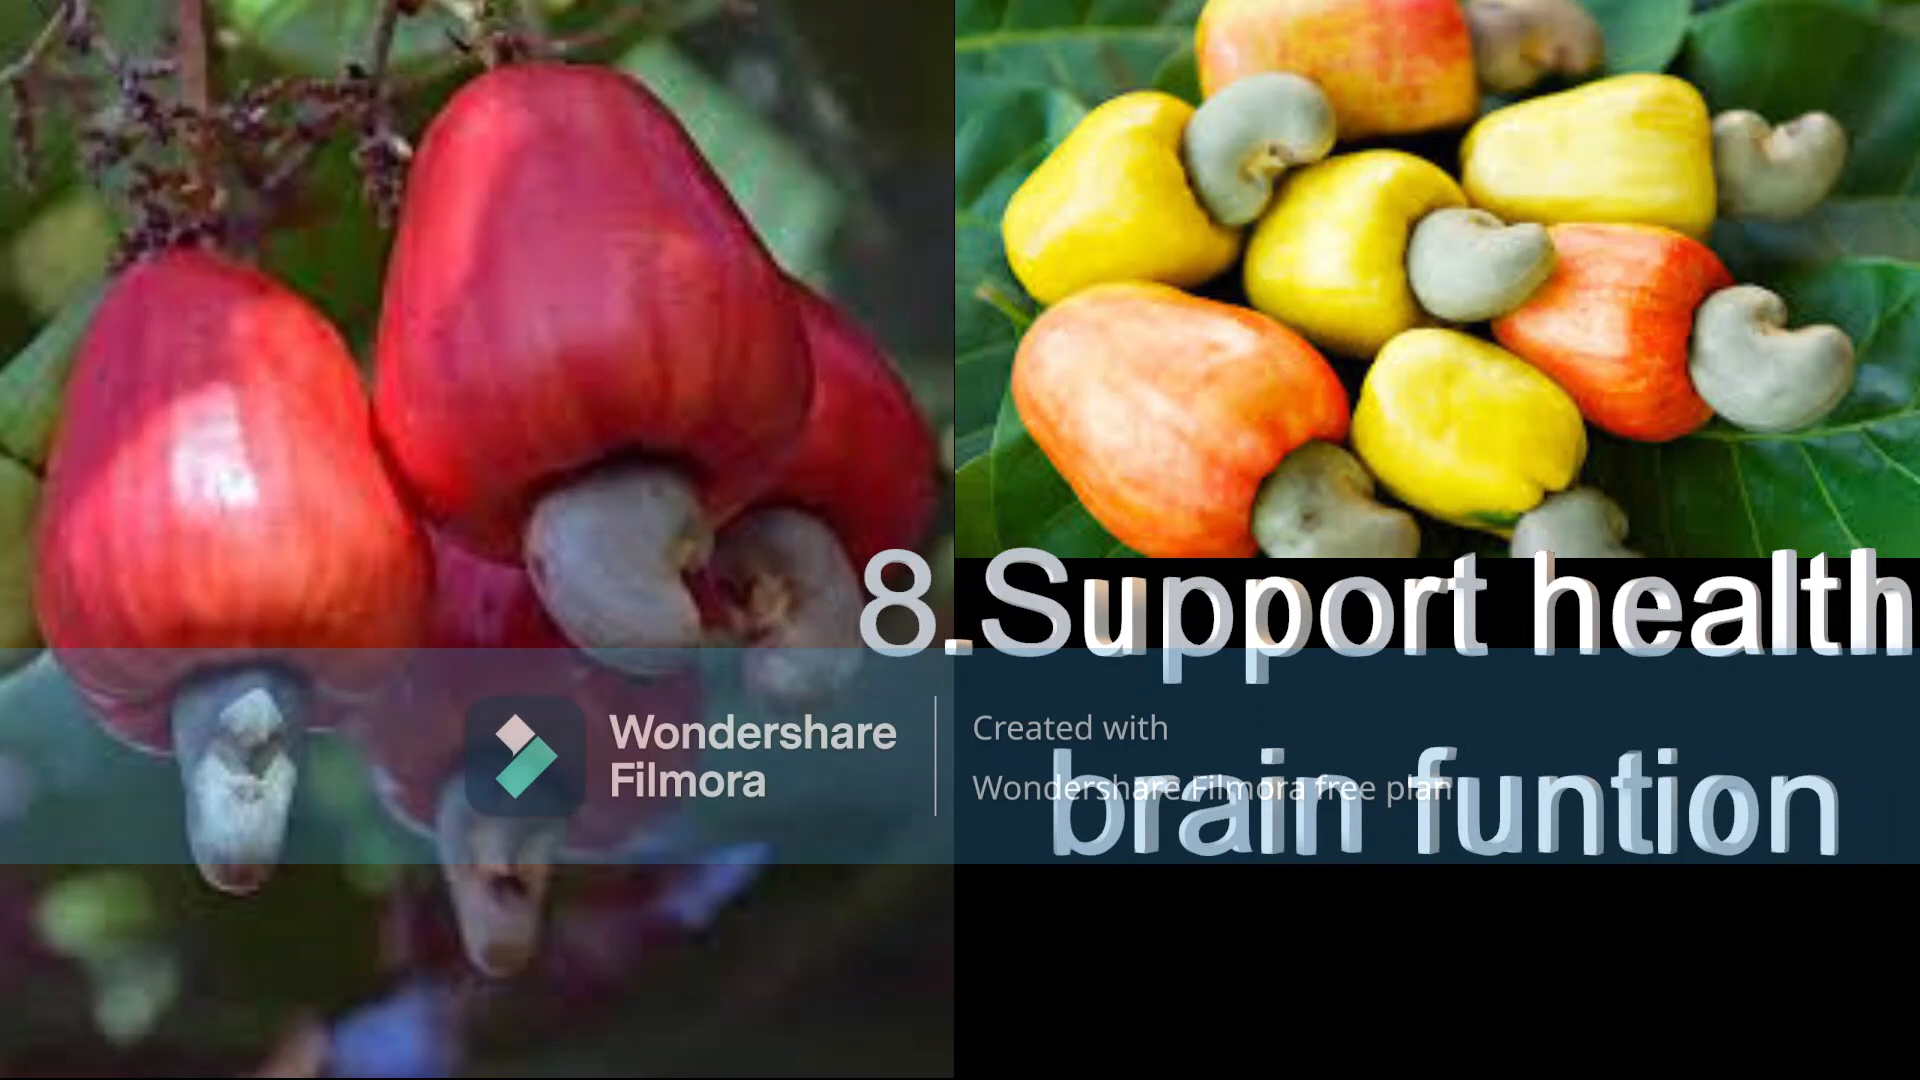 8.Support health
brain funtion
Wondershare
Filmora
Created with
Wondershare Filmora free plan